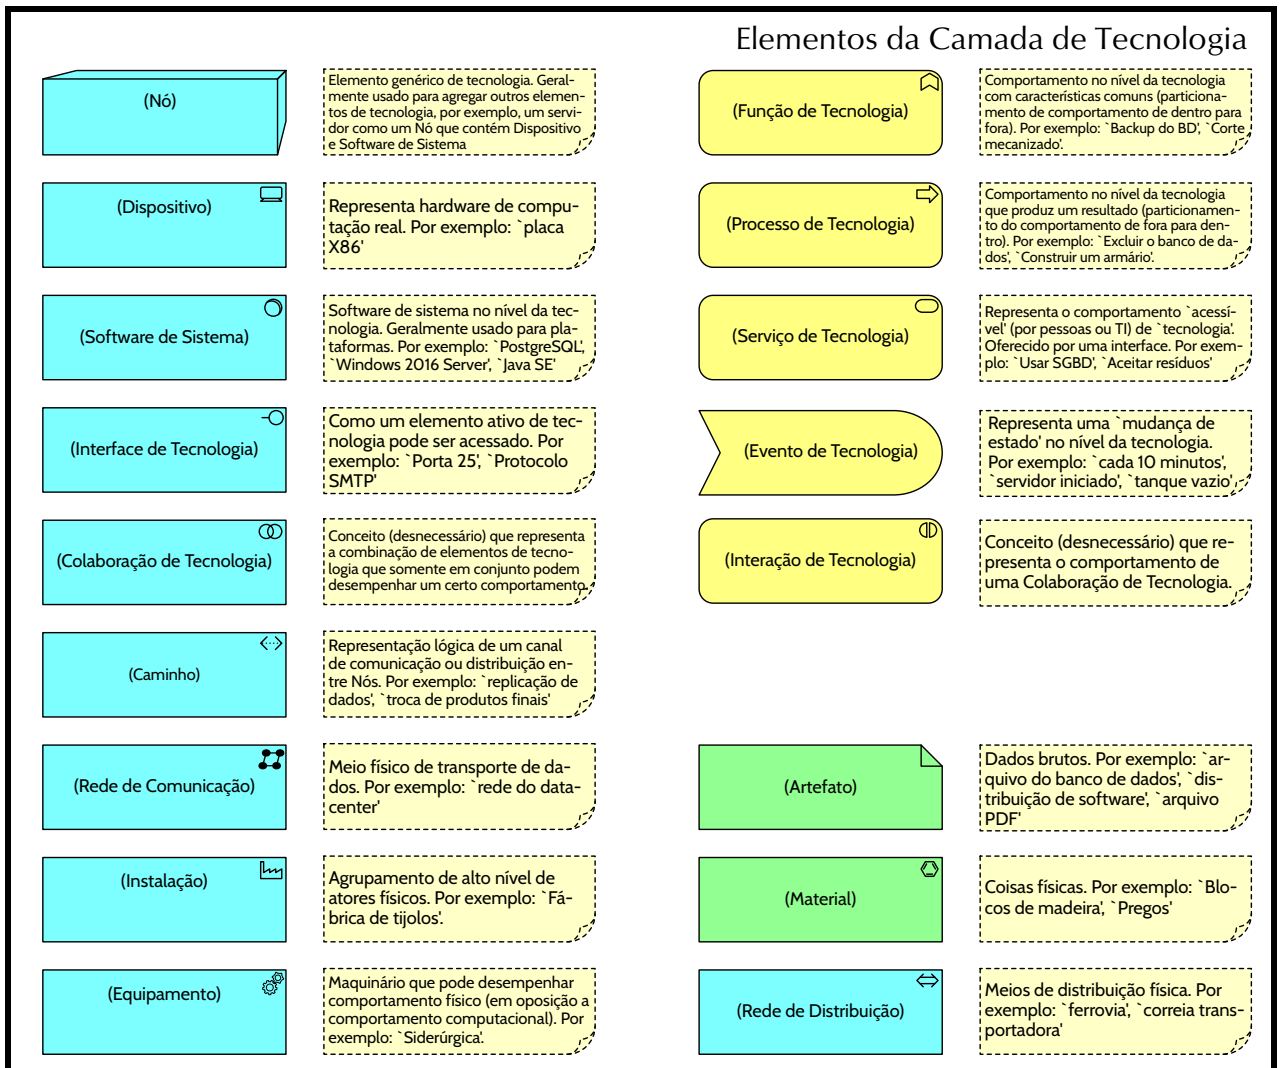 Elementos da Camada de Tecnologia
(Nó)
Elemento genérico de tecnologia. Geral-
mente usado para agregar outros elemen-
tos de tecnologia, por exemplo, um servi-
dor como um Nó que contém Dispositivo
e Software de Sistema
(Função de Tecnologia)
Comportamento no nível da tecnologia
com características comuns (particiona-
mento de comportamento de dentro para
fora). Por exemplo: `Backup do BD', `Corte
mecanizado'.
(Dispositivo)
Representa hardware de compu-
tação real. Por exemplo: `placa
X86'
(Processo de Tecnologia)
Comportamento no nível da tecnologia
que produz um resultado (particionamen-
to do comportamento de fora para den-
tro). Por exemplo: `Excluir o banco de da-
dos', `Construir um armário'.
(Software de Sistema)
Software de sistema no nível da tec-
nologia. Geralmente usado para pla-
taformas. Por exemplo: `PostgreSQL',
`Windows 2016 Server', `Java SE'
(Serviço de Tecnologia)
Representa o comportamento `acessí-
vel' (por pessoas ou TI) de `tecnologia'.
Oferecido por uma interface. Por exem-
plo: `Usar SGBD', `Aceitar resíduos'
(Interface de Tecnologia)
Como um elemento ativo de tec-
nologia pode ser acessado. Por
exemplo: `Porta 25', `Protocolo
SMTP'
(Evento de Tecnologia)
Representa uma `mudança de
estado' no nível da tecnologia.
Por exemplo: `cada 10 minutos',
`servidor iniciado', `tanque vazio'
(Colaboração de Tecnologia)
Conceito (desnecessário) que representa
a combinação de elementos de tecno-
logia que somente em conjunto podem
desempenhar um certo comportamento.
(Interação de Tecnologia)
Conceito (desnecessário) que re-
presenta o comportamento de
uma Colaboração de Tecnologia.
(Caminho)
Representação lógica de um canal
de comunicação ou distribuição en-
tre Nós. Por exemplo: `replicação de
dados', `troca de produtos finais'
(Rede de Comunicação)
Meio físico de transporte de da-
dos. Por exemplo: `rede do data-
center'
(Artefato)
Dados brutos. Por exemplo: `ar-
quivo do banco de dados', `dis-
tribuição de software', `arquivo
PDF'
(Instalação)
Agrupamento de alto nível de
atores físicos. Por exemplo: `Fá-
brica de tijolos'.
(Material)
Coisas físicas. Por exemplo: `Blo-
cos de madeira', `Pregos'
(Equipamento)
Maquinário que pode desempenhar
comportamento físico (em oposição a
comportamento computacional). Por
exemplo: `Siderúrgica'.
(Rede de Distribuição)
Meios de distribuição física. Por
exemplo: `ferrovia', `correia trans-
portadora'